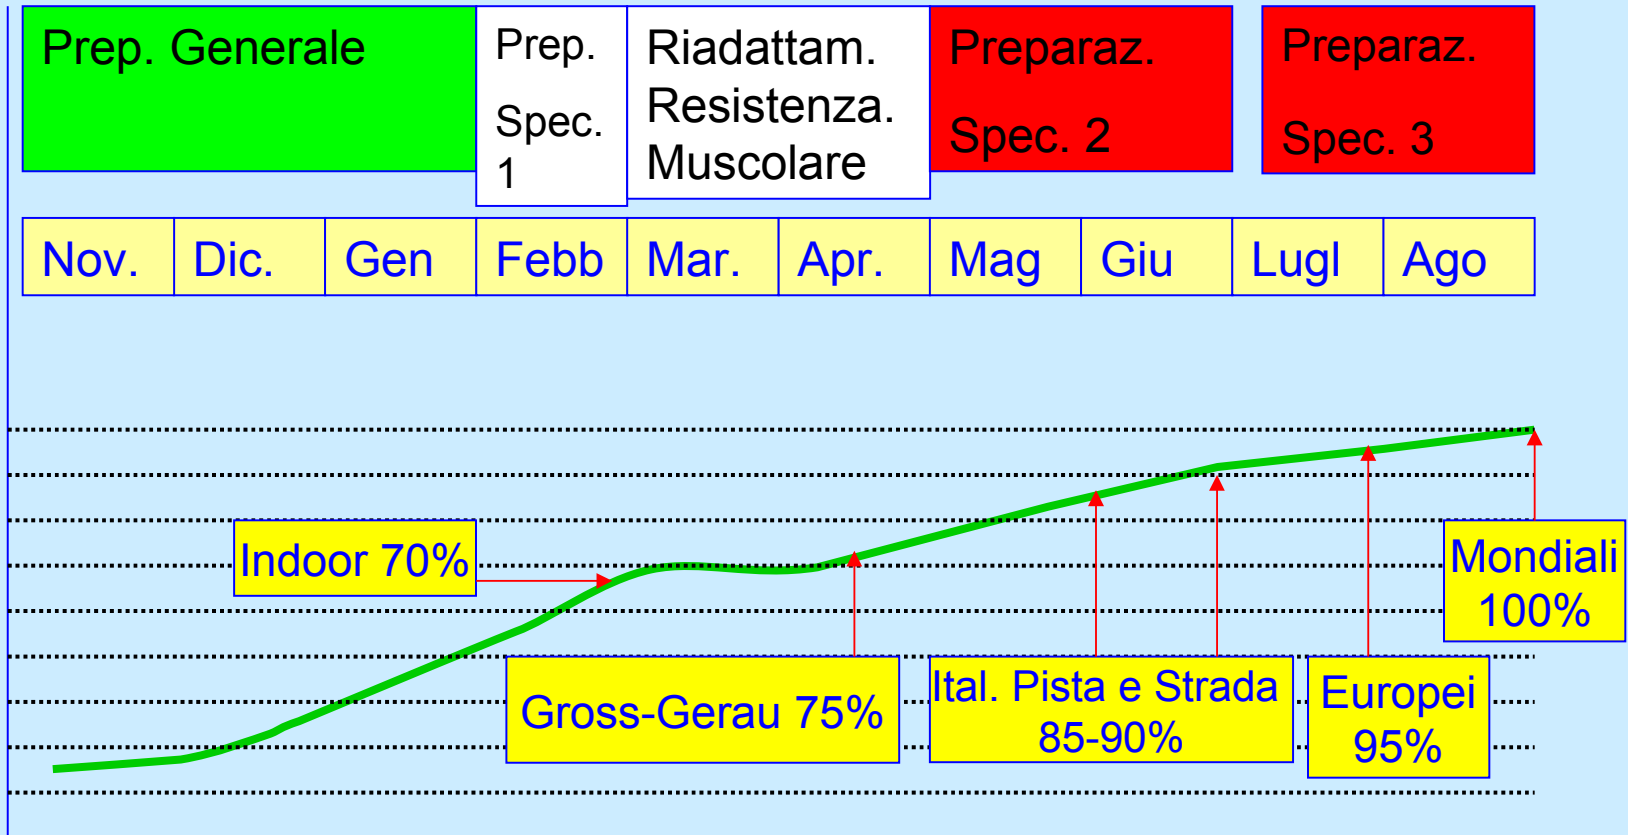 Prep. Generale
Prep.
Spec.
1
Riadattam.
Resistenza.
Muscolare
Preparaz.
Spec. 2
Preparaz.
Spec. 3
Nov.
Dic.
Gen
Febb
Mar.
Apr.
Mag
Giu
Lugl
Ago
Indoor 70%
Mondiali
100%
Gross-Gerau 75%
Ital. Pista e Strada
85-90%
Europei
95%